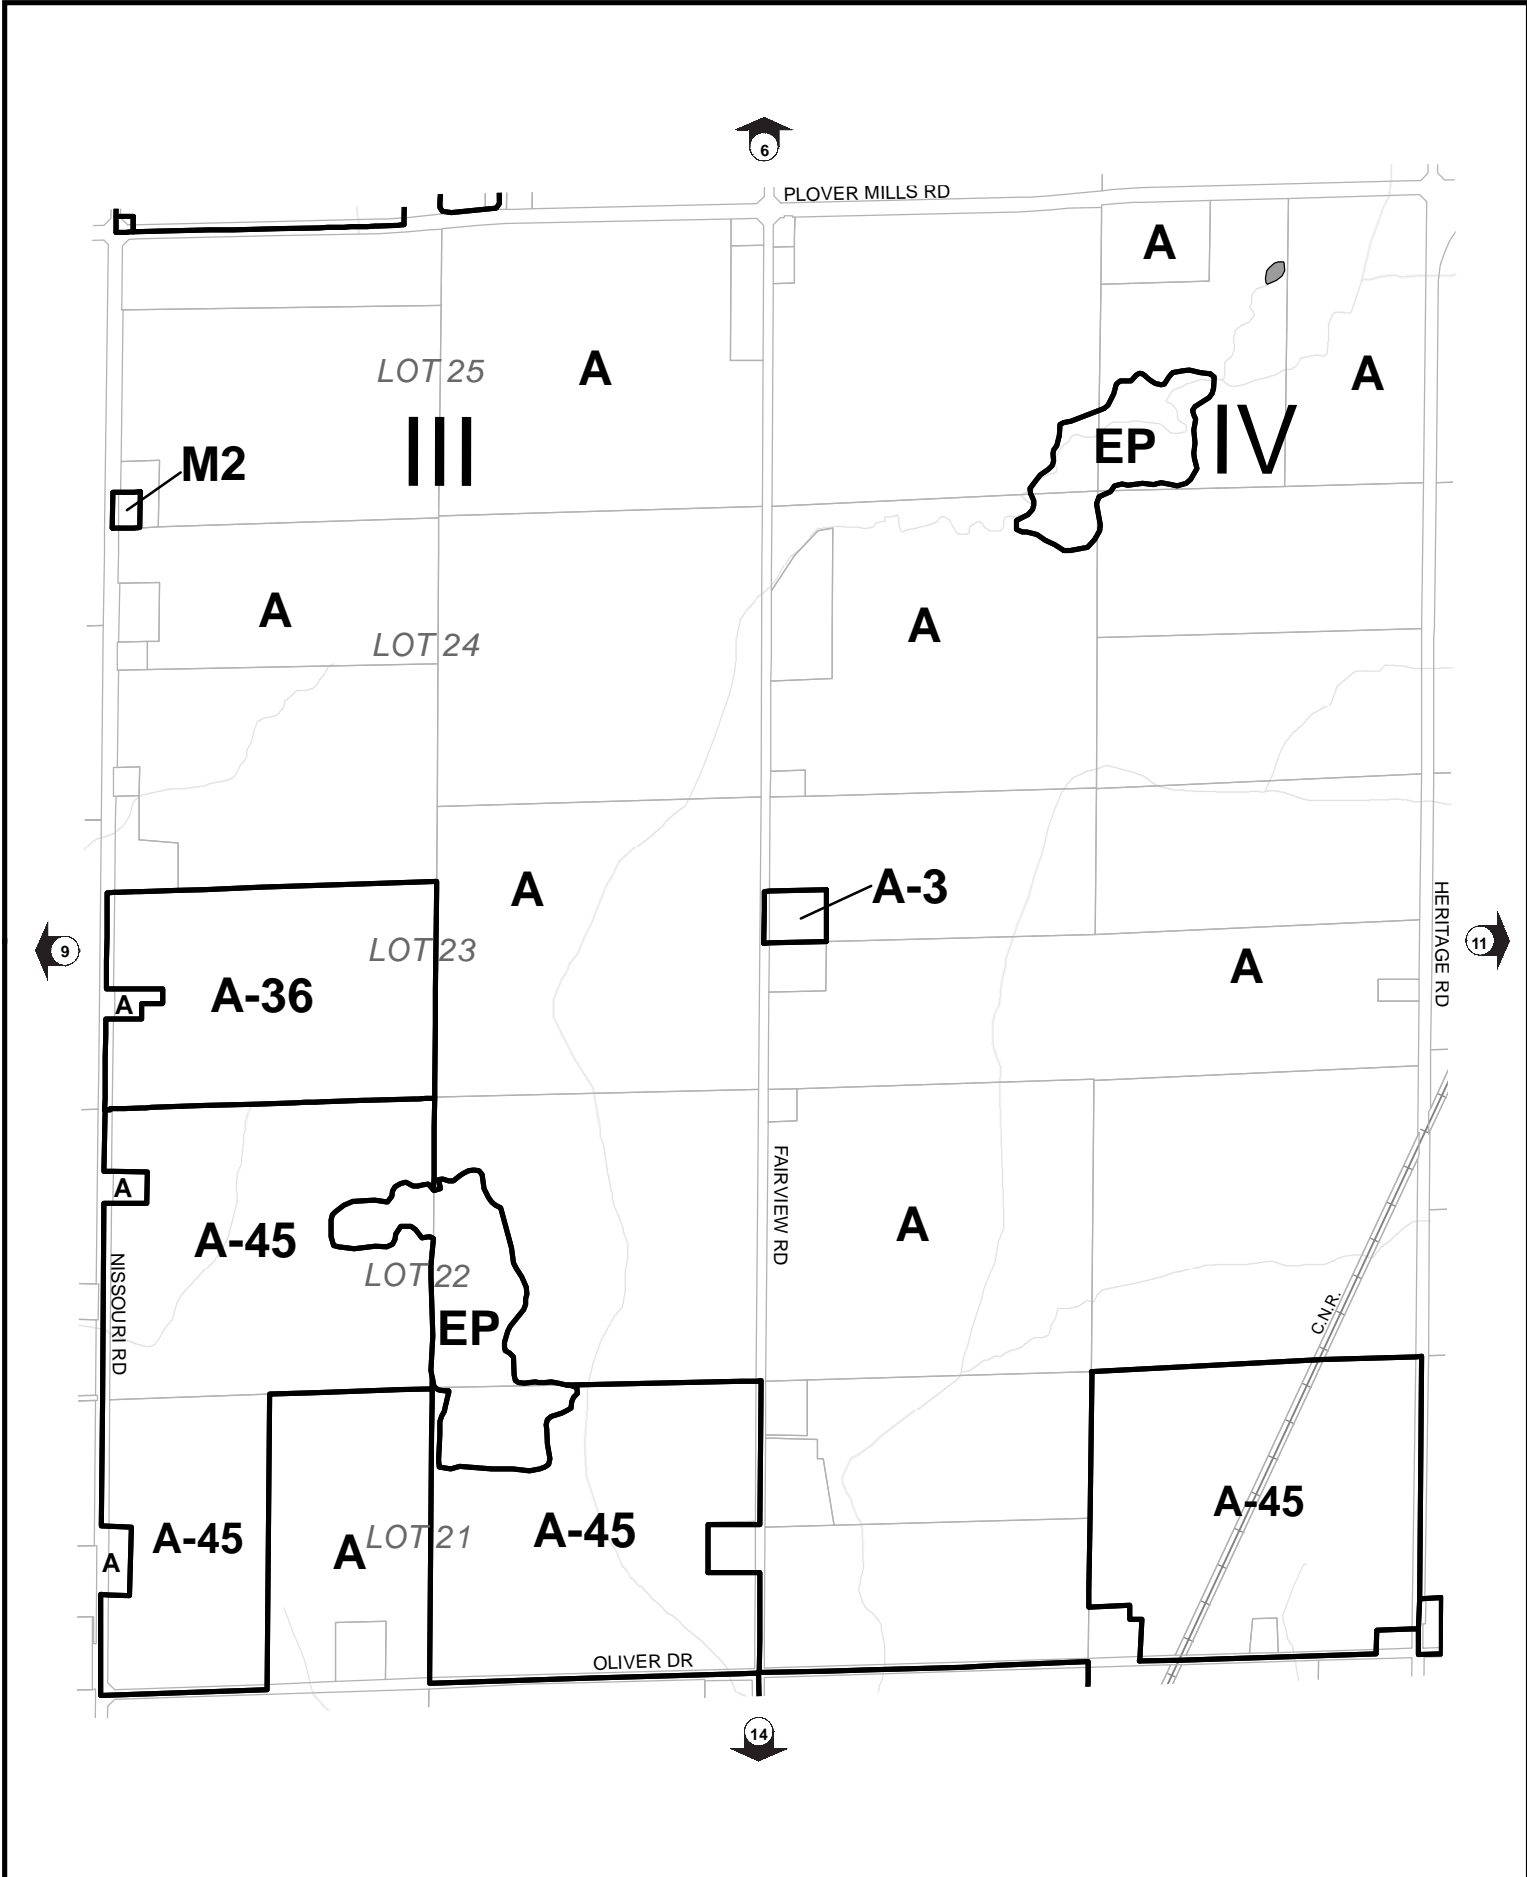 6
PLOVER MILLS RD
A
LOT 25
A
A
III
IV
EP
M2
A
LOT 24
A
A
A-3
HERITAGE RD
9
LOT 23
11
A
A-36
A
A
A-45
FAIRVIEW RD
A
NISSOURI RD
LOT 22
EP
C.N.R.
A-45
A-45
A
LOT 21
A-45
A
OLIVER DR
14